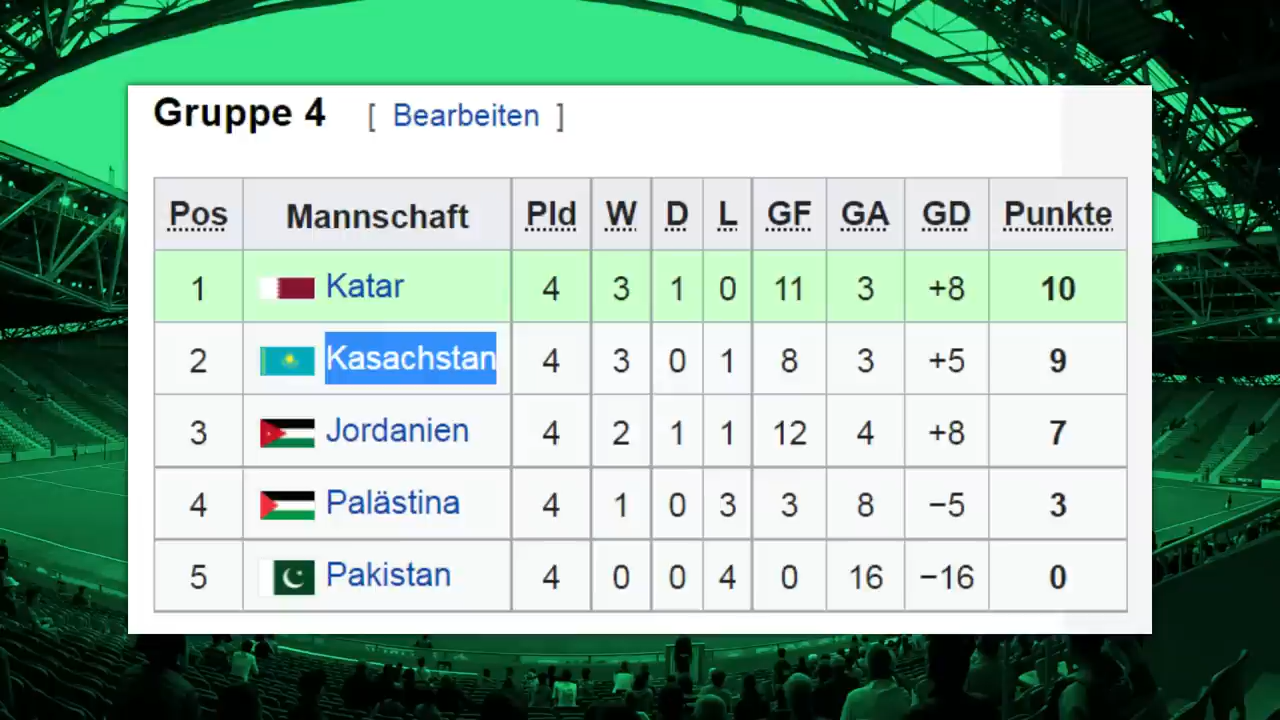 Gruppe 4 [ Bearbeiten ]
Pos Mannschaft Pld W D L GF GA GD Punkte
1 Katar 4 3 1 0 11 3 +8 10
2 Kasachstan 4 3 0 1 8 3 +5 9
3 Jordanien 4 2 1 1 12 4 +8 7
4 Palästina 4 1 0 3 3 8 −5 3
5 Pakistan 4 0 0 4 0 16 −16 0